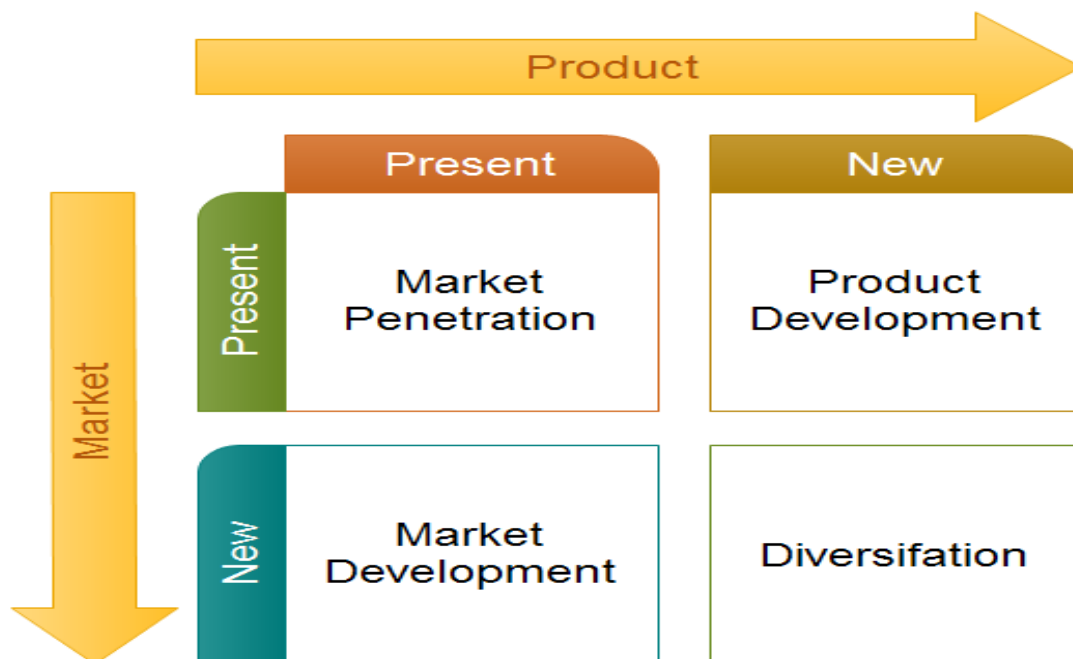 Product
Present
New
Present
Market
Penetration
Product
Development
Market
New
Market
Development
Diversifation